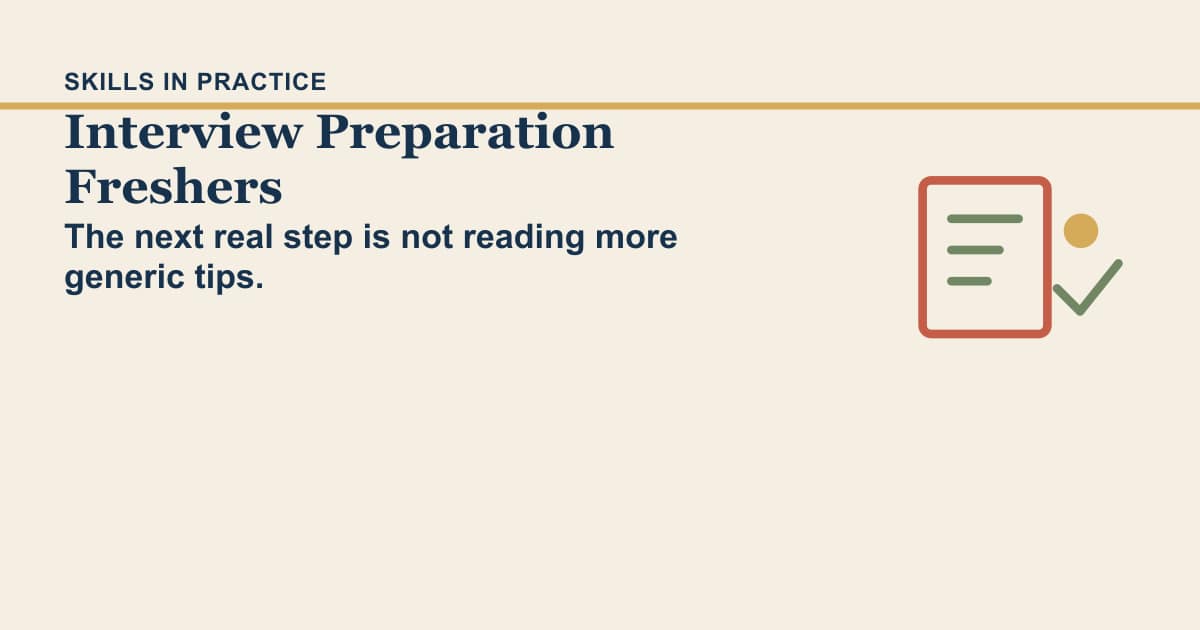 SKILLS IN PRACTICE
Interview Preparation
Freshers
The next real step is not reading more
generic tips.